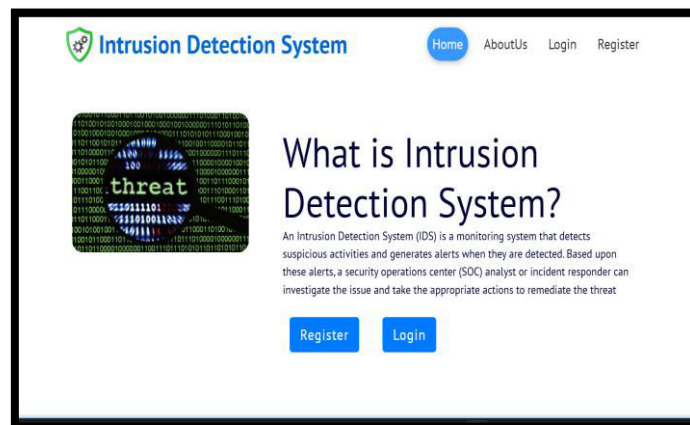 Intrusion Detection System
Home AboutUs Login Register
threat
What is Intrusion
Detection System?
An Intrusion Detection System (IDS) is a monitoring system that detects
suspicious activities and generates alerts when they are detected. Based upon
these alerts, a security operations center (SOC) analyst or incident responder can
investigate the issue and take the appropriate actions to remediate the threat
Register Login